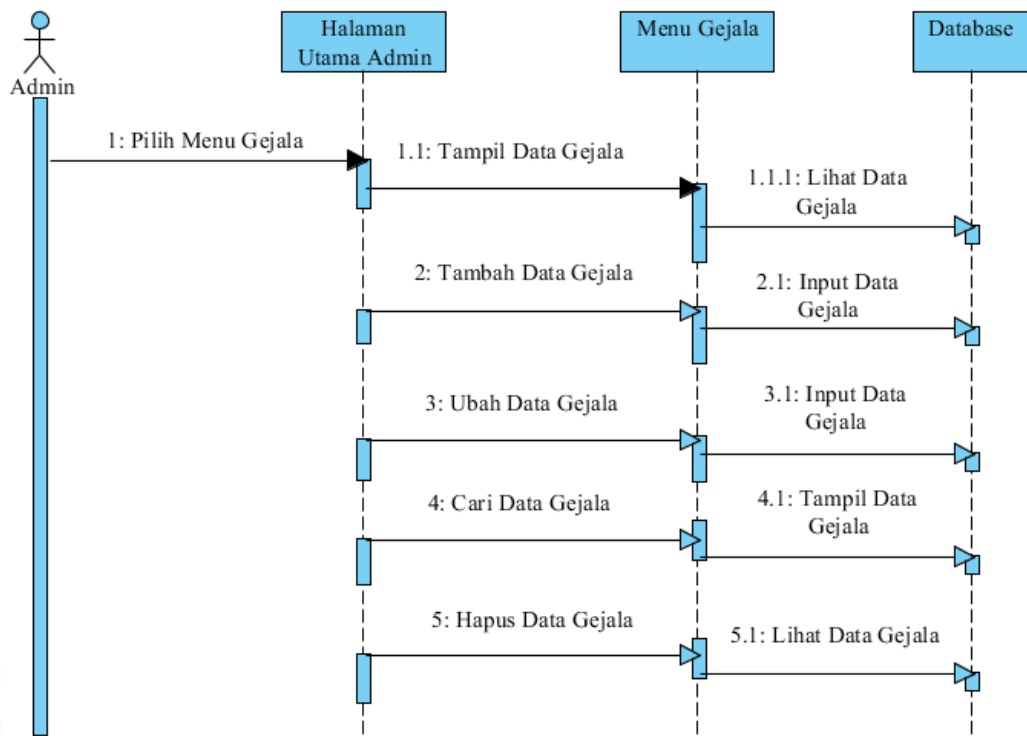 Halaman
Utama Admin
Menu Gejala
Database
Admin
1: Pilih Menu Gejala
1.1: Tampil Data Gejala
1.1.1: Lihat Data
Gejala
2: Tambah Data Gejala
2.1: Input Data
Gejala
3: Ubah Data Gejala
3.1: Input Data
Gejala
4: Cari Data Gejala
4.1: Tampil Data
Gejala
5: Hapus Data Gejala
5.1: Lihat Data Gejala